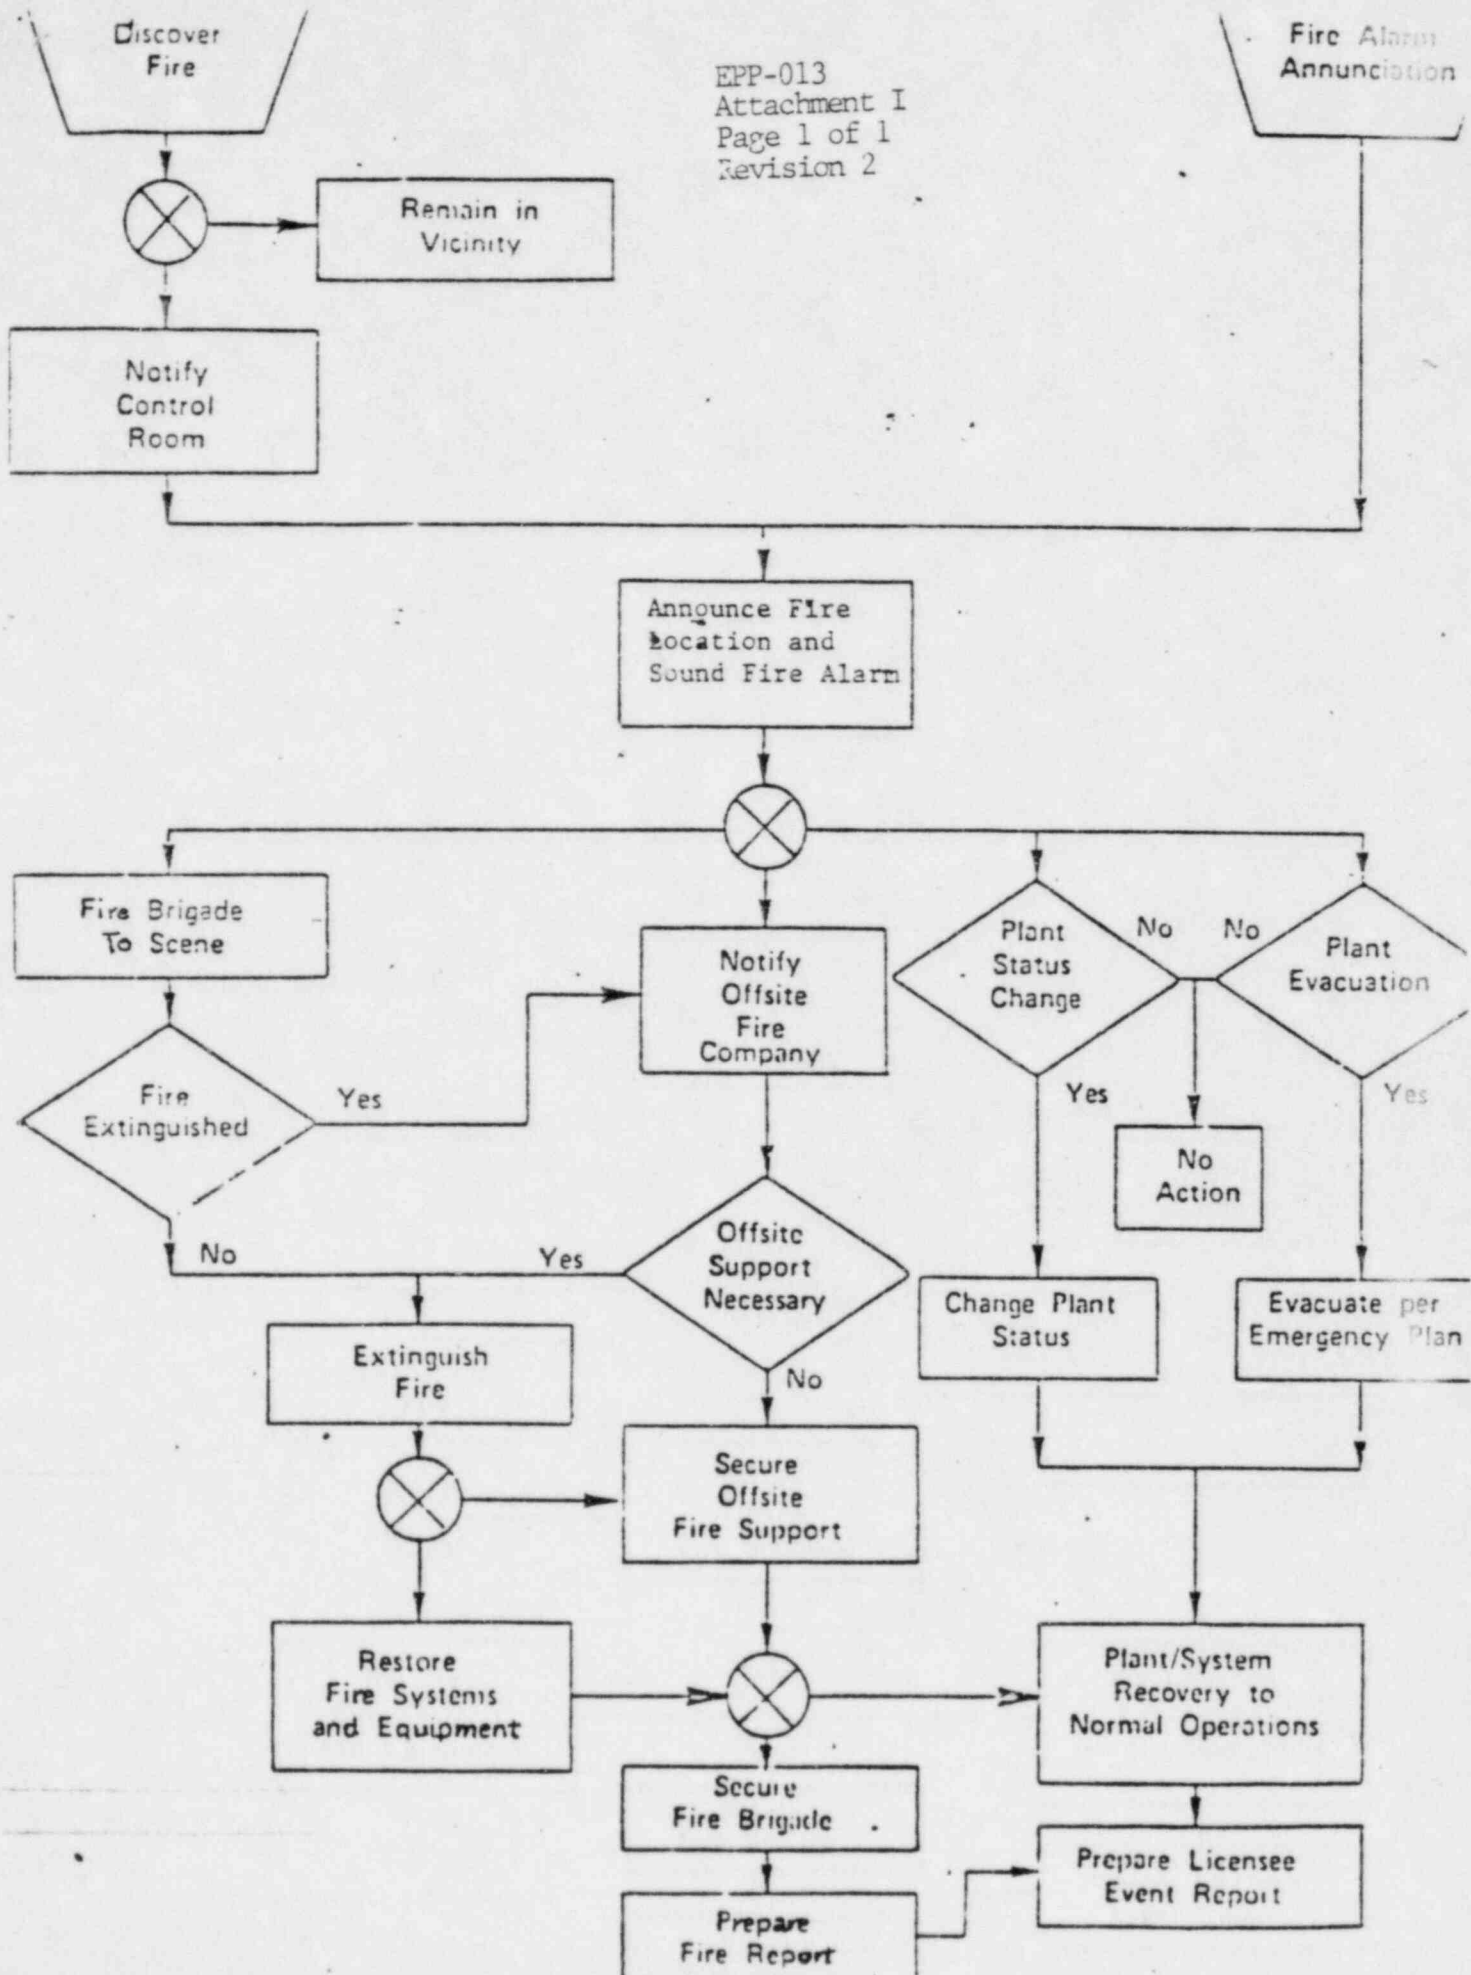 Discover
Fire
EPP-013
Attachment I
Page 1 of 1
Revision 2
Fire Alarm
Annunciation
Remain in
Vicinity
Notify
Control
Room
Announce Fire
Location and
Sound Fire Alarm
Fire Brigade
To Scene
Notify
Offsite
Fire
Company
Plant
Status
Change
No
No
Plant
Evacuation
Fire
Extinguished
Yes
Yes
Yes
No
Action
No
Yes
Offsite
Support
Necessary
No
Change Plant
Status
Evacuate per
Emergency Plan
Extinguish
Fire
Secure
Offsite
Fire Support
Restore
Fire Systems
and Equipment
Plant/System
Recovery to
Normal Operations
Secure
Fire Brigade
Prepare Licensee
Event Report
Prepare
Fire Report